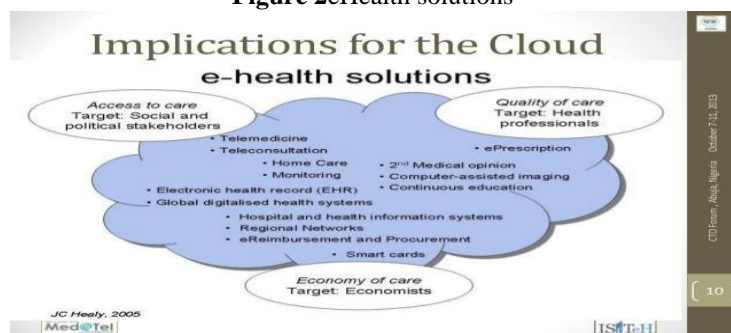 Figure 2eHealth solutions
Implications for the Cloud
e-health solutions
Access to care
Target: Social and
political stakeholders
Quality of care
Target: Health
professionals
• Telemedicine
• Teleconsultation
• Home Care
• Monitoring
• ePrescription
• 2nd Medical opinion
• Computer-assisted imaging
• Continuous education
• Electronic health record (EHR)
• Global digitalised health systems
• Hospital and health information systems
• Regional Networks
• eReimbursement and Procurement
• Smart cards
Economy of care
Target: Economists
JC Healy, 2005
Med@Tel
ISfTeH
CTO Forum, Abuja, Nigeria October 7-11, 2013
10